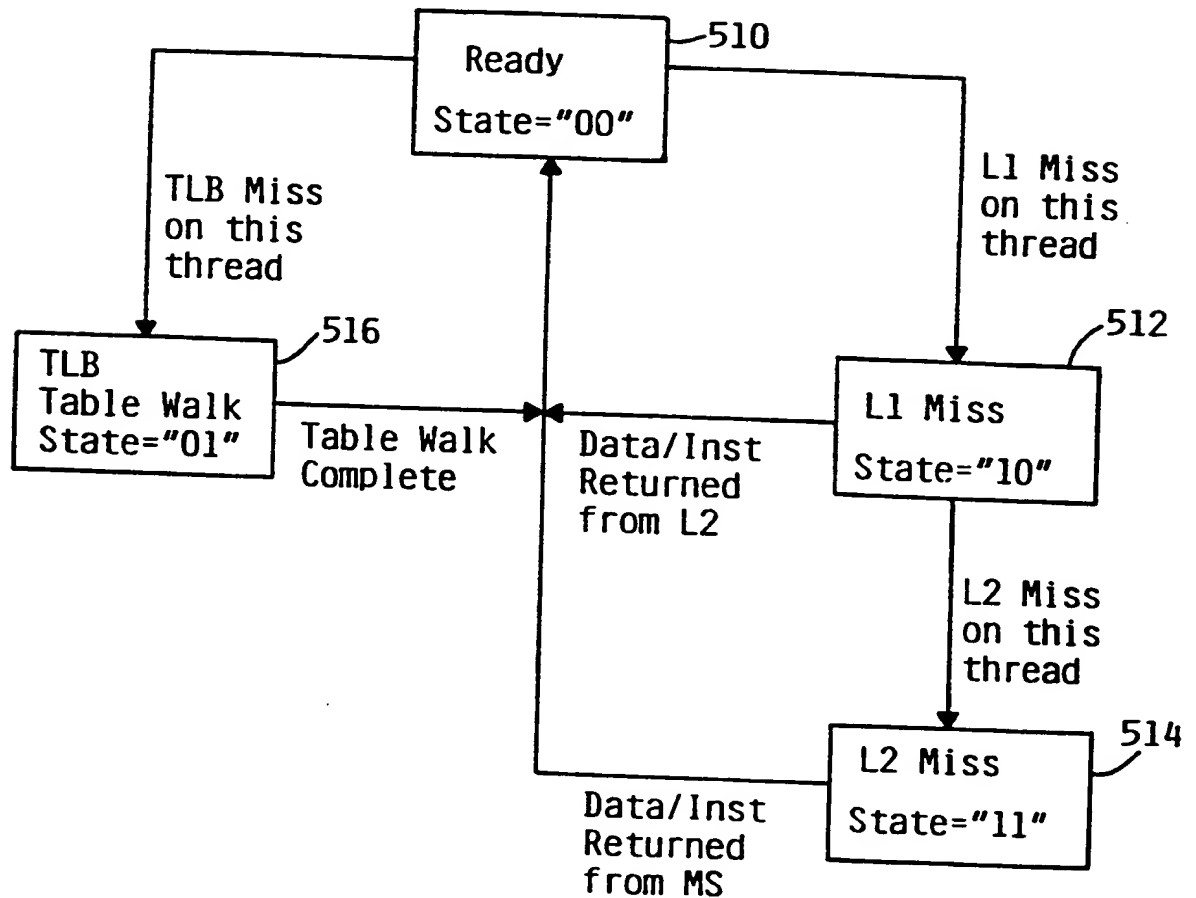 510
Ready
State="00"
TLB Miss
on this
thread
L1 Miss
on this
thread
516
512
TLB
Table Walk
State="01"
L1 Miss
State="10"
Table Walk
Complete
Data/Inst
Returned
from L2
L2 Miss
on this
thread
514
L2 Miss
State="11"
Data/Inst
Returned
from MS